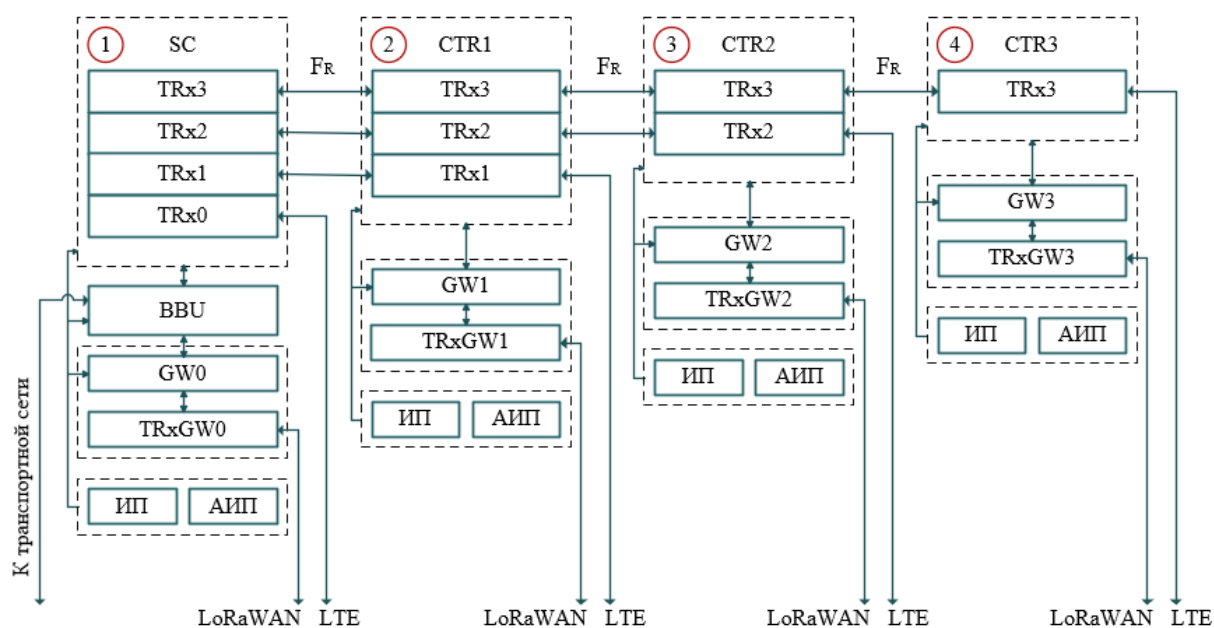 1 SC
FR
2 CTR1
FR
3 CTR2
FR
4 CTR3
TRx3
TRx2
TRx1
TRx0
TRx3
TRx2
TRx1
TRx3
TRx2
TRx3
BBU
GW0
TRxGW0
ИП АИП
GW1
TRxGW1
ИП АИП
GW2
TRxGW2
ИП АИП
GW3
TRxGW3
ИП АИП
К транспортной сети
LoRaWAN LTE
LoRaWAN LTE
LoRaWAN LTE
LoRaWAN LTE